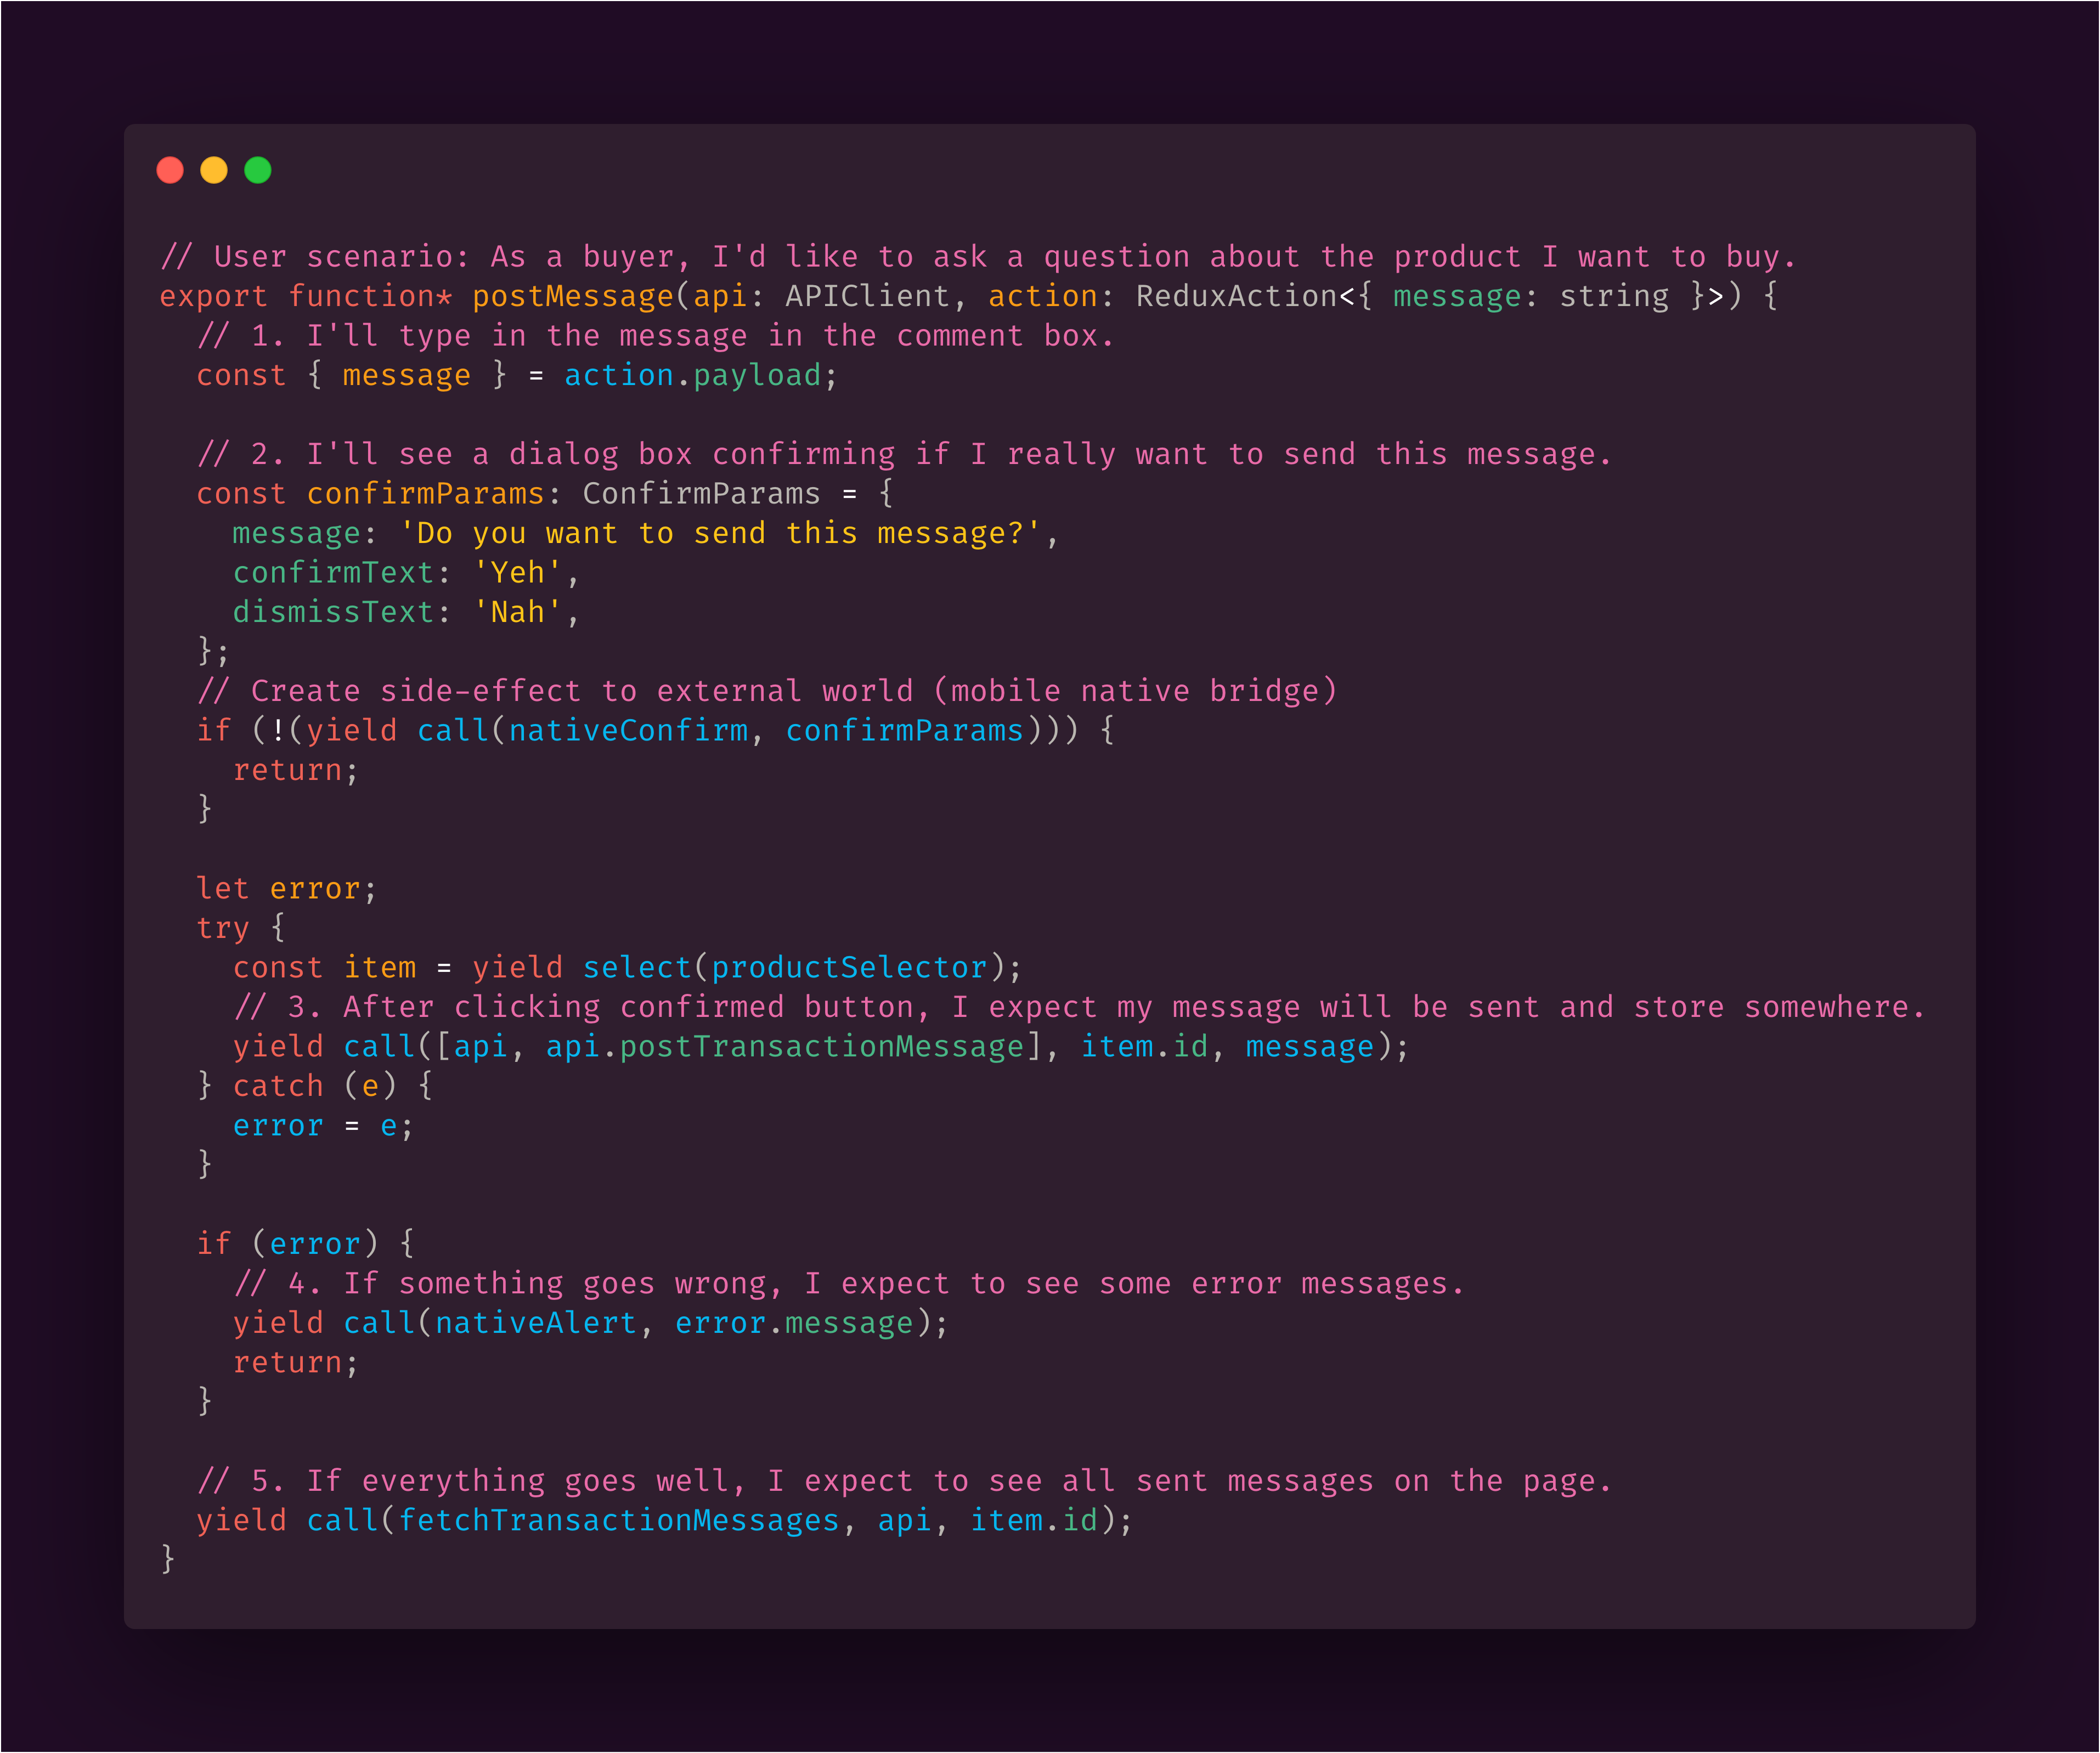 // User scenario: As a buyer, I'd like to ask a question about the product I want to buy.
export function* postMessage(api: APIClient, action: ReduxAction<{ message: string }>) {
  // 1. I'll type in the message in the comment box.
  const { message } = action.payload;

  // 2. I'll see a dialog box confirming if I really want to send this message.
  const confirmParams: ConfirmParams = {
    message: 'Do you want to send this message?',
    confirmText: 'Yeh',
    dismissText: 'Nah',
  };
  // Create side-effect to external world (mobile native bridge)
  if (!(yield call(nativeConfirm, confirmParams))) {
    return;
  }

  let error;
  try {
    const item = yield select(productSelector);
    // 3. After clicking confirmed button, I expect my message will be sent and store somewhere.
    yield call([api, api.postTransactionMessage], item.id, message);
  } catch (e) {
    error = e;
  }

  if (error) {
    // 4. If something goes wrong, I expect to see some error messages.
    yield call(nativeAlert, error.message);
    return;
  }

  // 5. If everything goes well, I expect to see all sent messages on the page.
  yield call(fetchTransactionMessages, api, item.id);
}